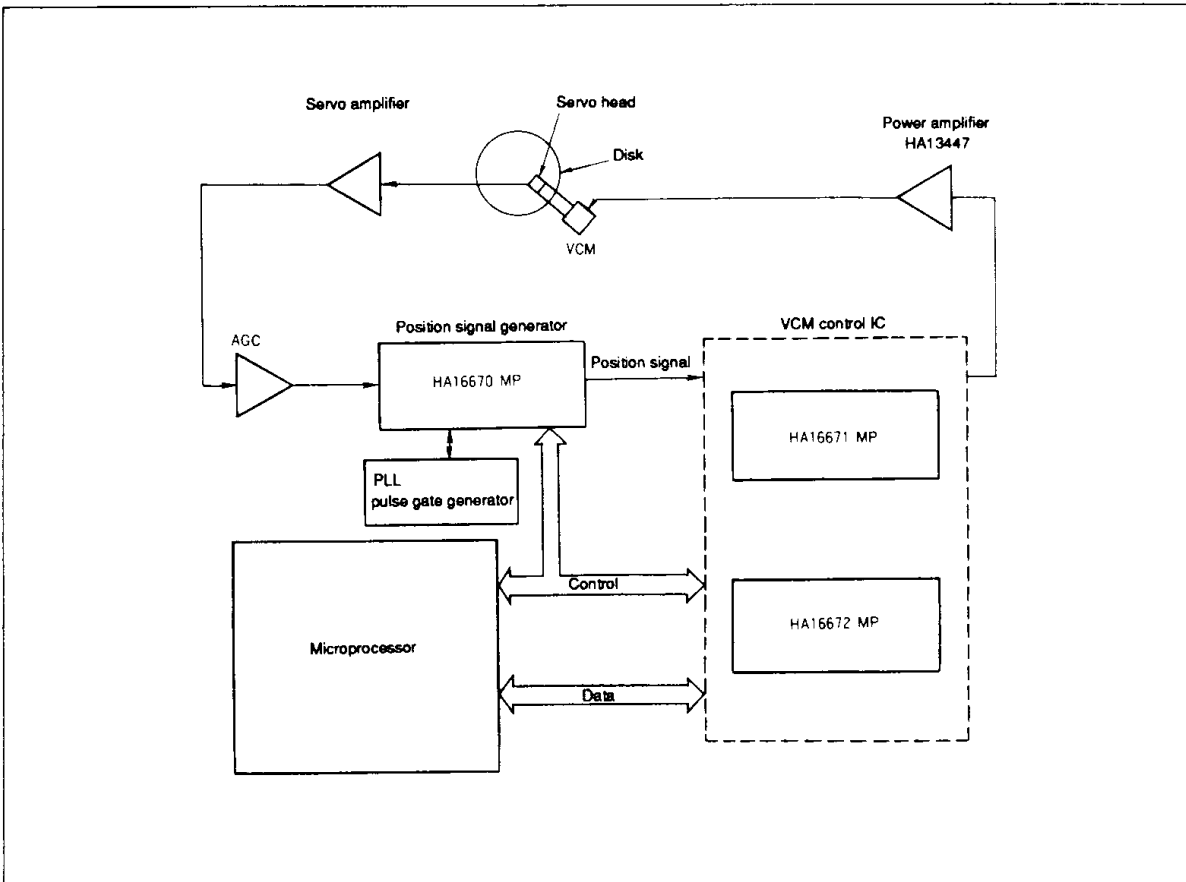 Servo amplifier
Servo head
Disk
Power amplifier
HA13447
VCM
AGC
Position signal generator
HA16670 MP
Position signal
VCM control IC
HA16671 MP
PLL
pulse gate generator
Control
HA16672 MP
Microprocessor
Data